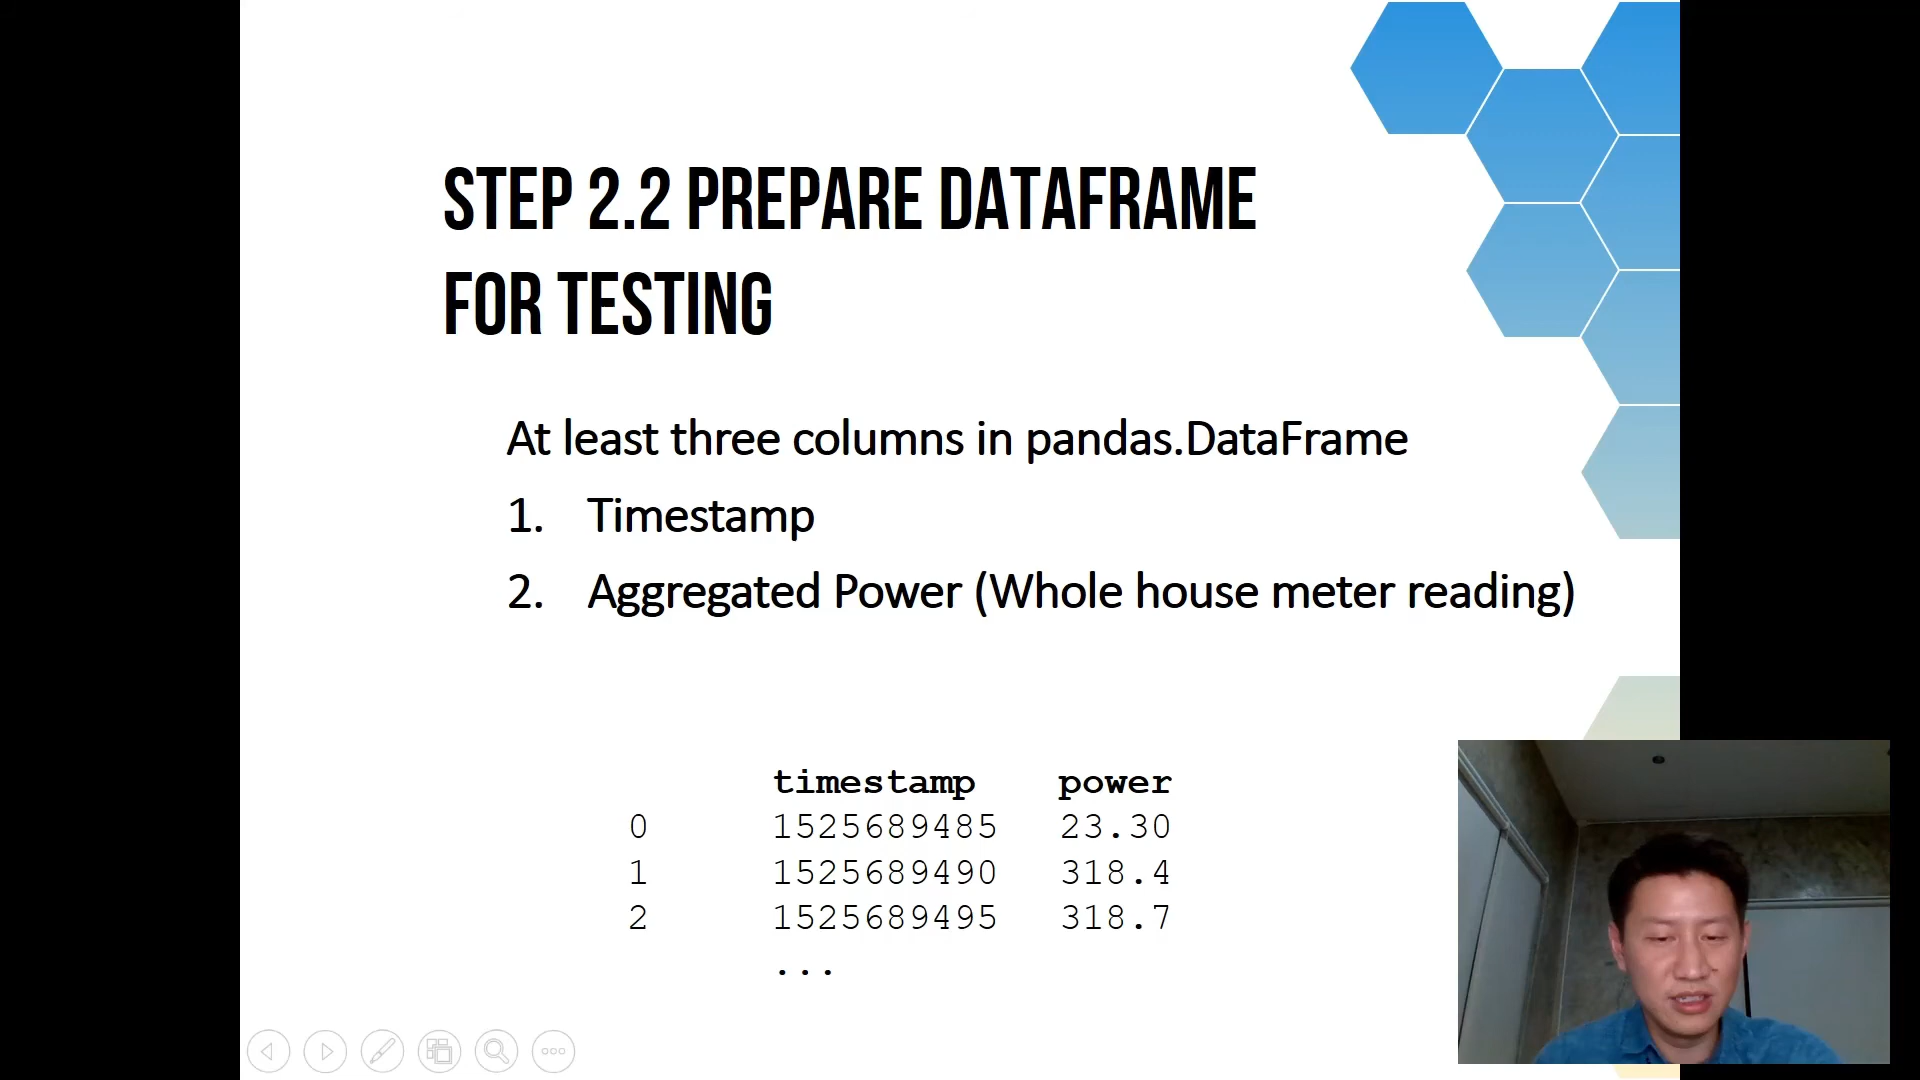 STEP 2.2 PREPARE DATAFRAME
FOR TESTING
At least three columns in pandas.DataFrame
1. Timestamp
2. Aggregated Power (Whole house meter reading)
timestamp power
0 1525689485 23.30
1 1525689490 318.4
2 1525689495 318.7
...